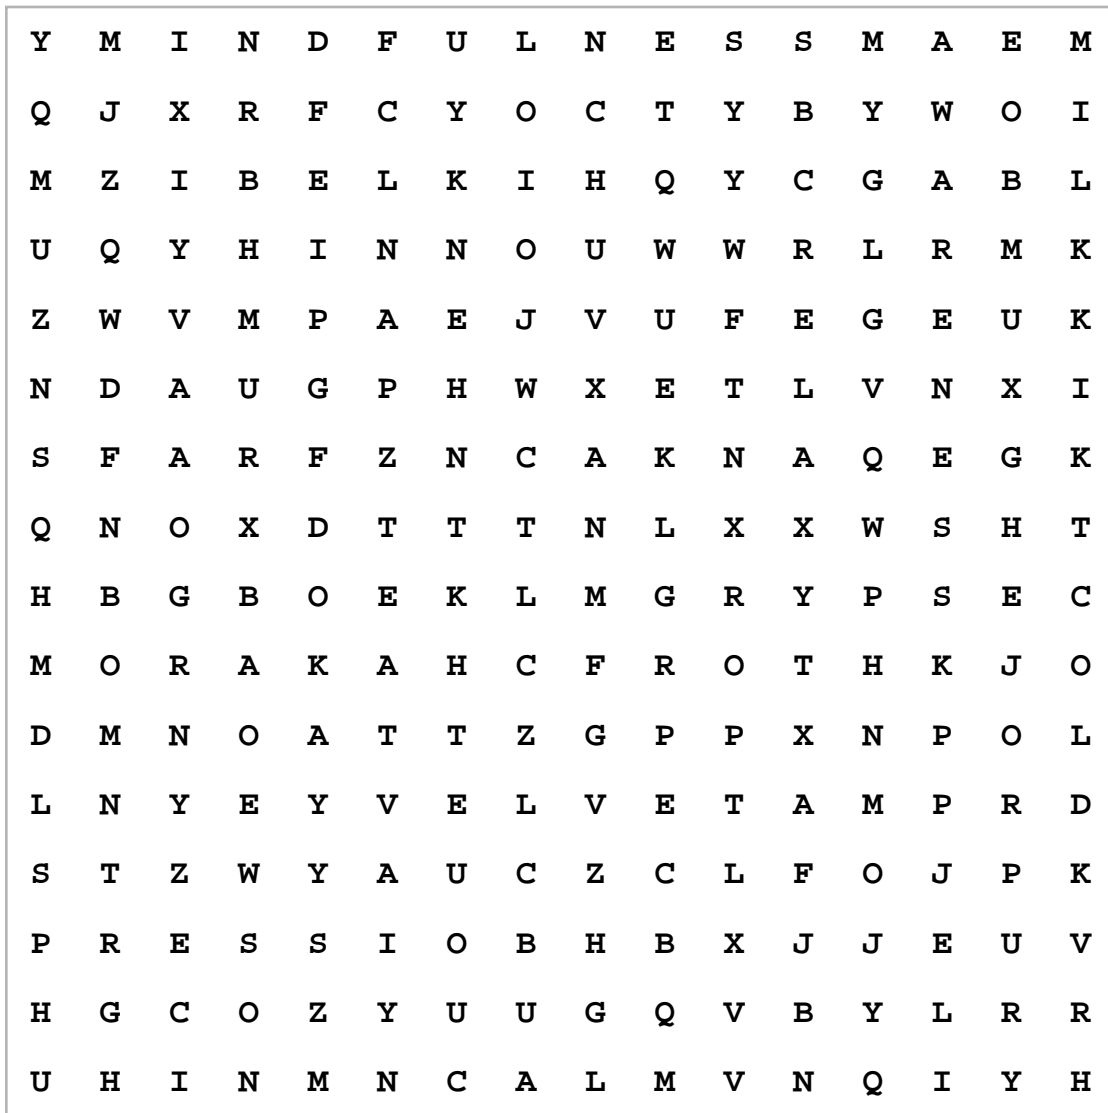 Y M I N D F U L N E S S M A E M
Q J X R F C Y O C T Y B Y W O I
M Z I B E L K I H Q Y C G A B L
U Q Y H I N N O U W W R L R M K
Z W V M P A E J V U F E G E U K
N D A U G P H W X E T L V N X I
S F A R F Z N C A K N A Q E G K
Q N O X D T T T N L X X W S H T
H B G B O E K L M G R Y P S E C
M O R A K A H C F R O T H K J O
D M N O A T T Z G P P X N P O L
L N Y E Y V E L V E T A M P R D
S T Z W Y A U C Z C L F O J P K
P R E S S I O B H B X J J E U V
H G C O Z Y U U G Q V B Y L R R
U H I N M N C A L M V N Q I Y H